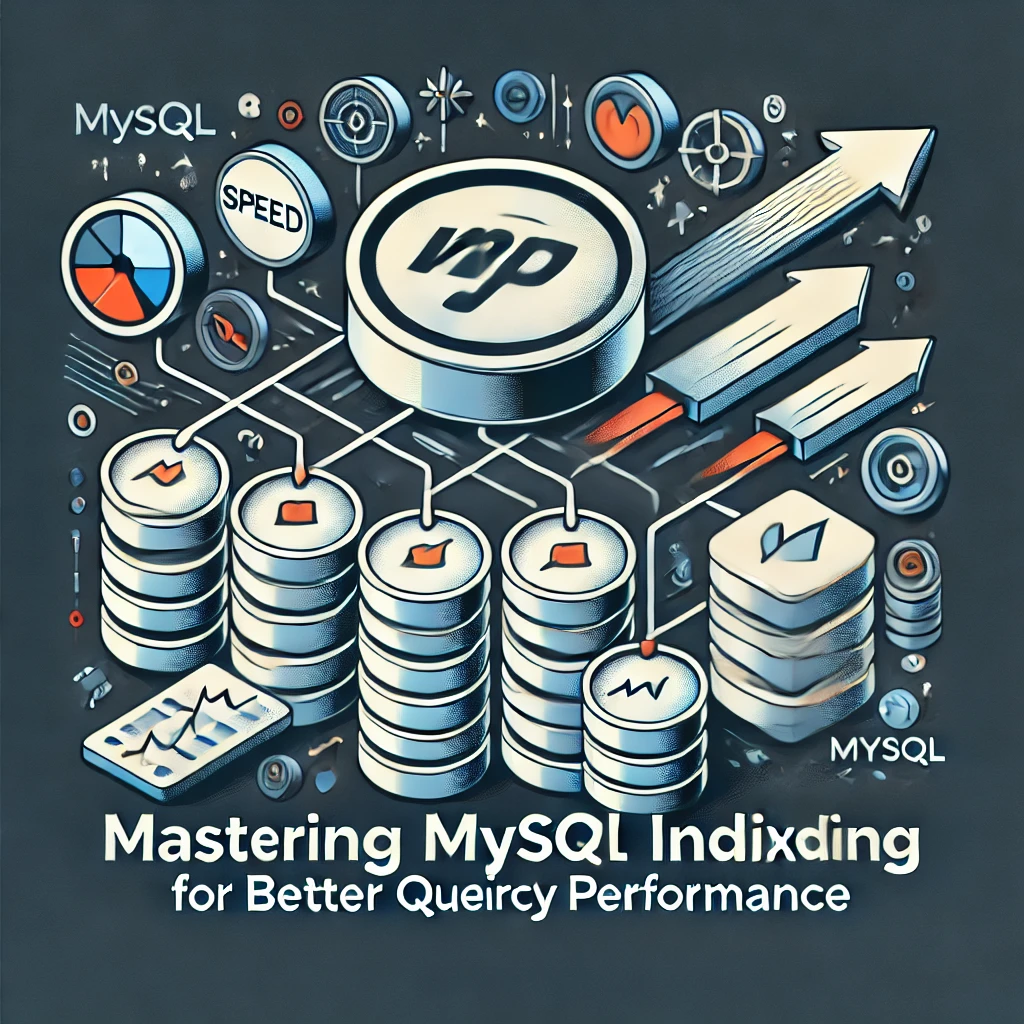 MySQL
SPEED
MYSQL
Mastering MySQL Indixding
for Better Queircy Performance